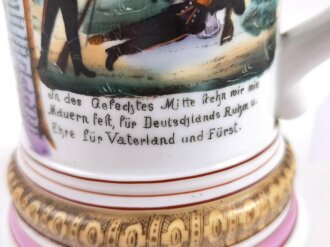 In des Gefechtes Mitte stehn wir wie
Mauern fest, für Deutschlands Ruhm u.
Ehre für Vaterland und Fürst.